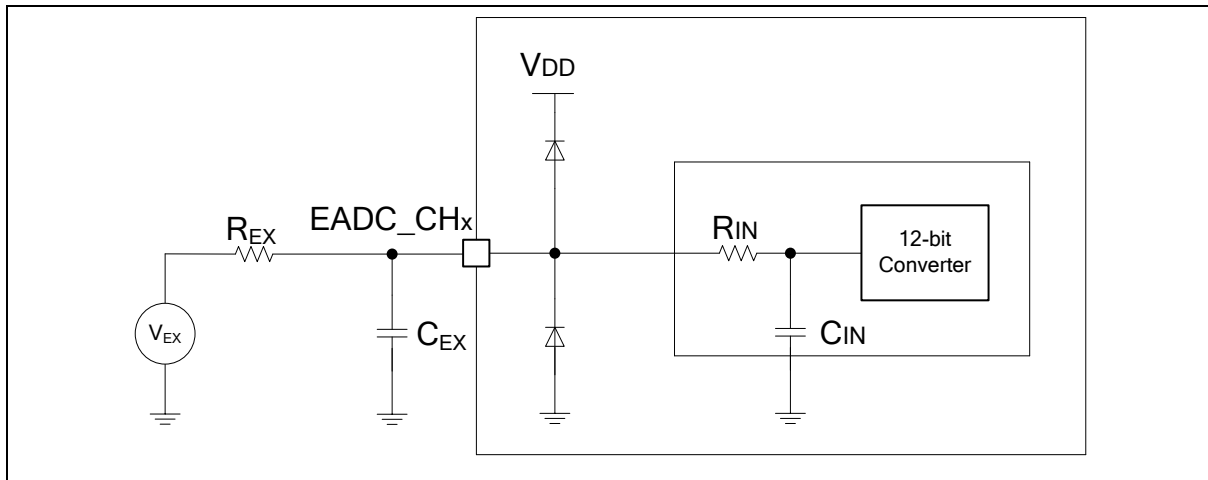 VDD
EADC_CHx
REX
RIN
12-bit
Converter
VEX
CEX
CIN